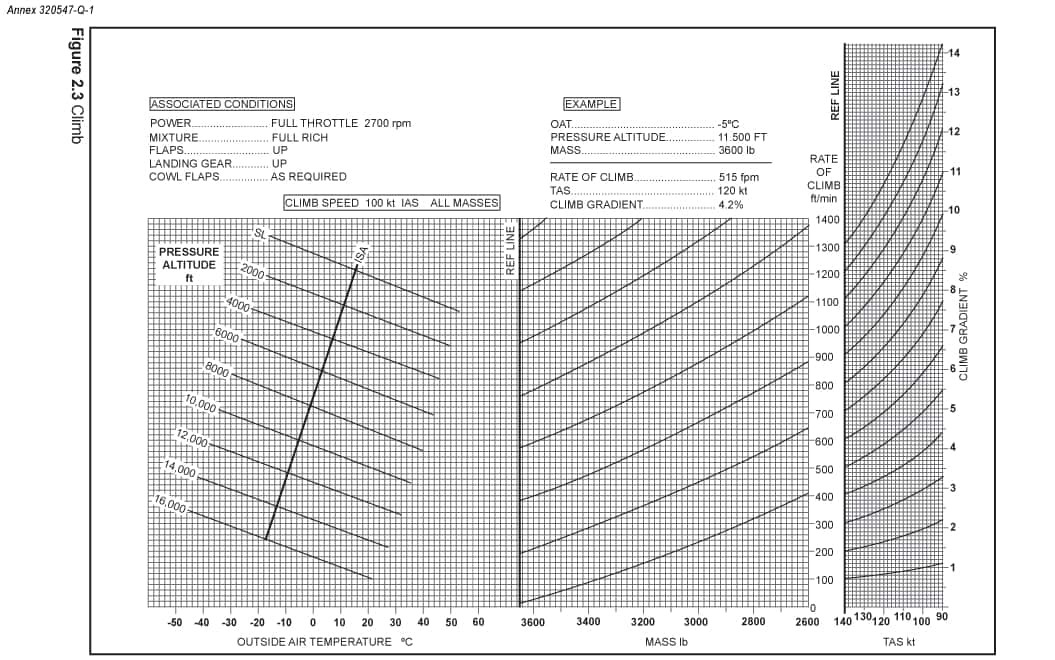 Annex 320547-Q-1
Figure 2.3 Climb
ASSOCIATED CONDITIONS
POWER............................ FULL THROTTLE 2700 rpm
MIXTURE......................... FULL RICH
FLAPS............................. UP
LANDING GEAR............ UP
COWL FLAPS............... AS REQUIRED
EXAMPLE
OAT................................................ -5ºC
PRESSURE ALTITUDE................ 11.500 FT
MASS............................................. 3600 lb
RATE OF CLIMB........................... 515 fpm
TAS................................................ 120 kt
CLIMB GRADIENT........................ 4.2%
CLIMB SPEED 100 kt IAS ALL MASSES
PRESSURE
ALTITUDE
ft
SL
2000
4000
6000
8000
10.000
12.000
14.000
16.000
ISA
REF LINE
RATE
OF
CLIMB
ft/min
1400
1300
1200
1100
1000
900
800
700
600
500
400
300
200
100
0
REF LINE
14
13
12
11
10
9
8
7
6
5
4
3
2
1
CLIMB GRADIENT %
-50 -40 -30 -20 -10 0 10 20 30 40 50 60
OUTSIDE AIR TEMPERATURE ºC
3600 3400 3200 3000 2800 2600
MASS lb
140 130 120 110 100 90
TAS kt